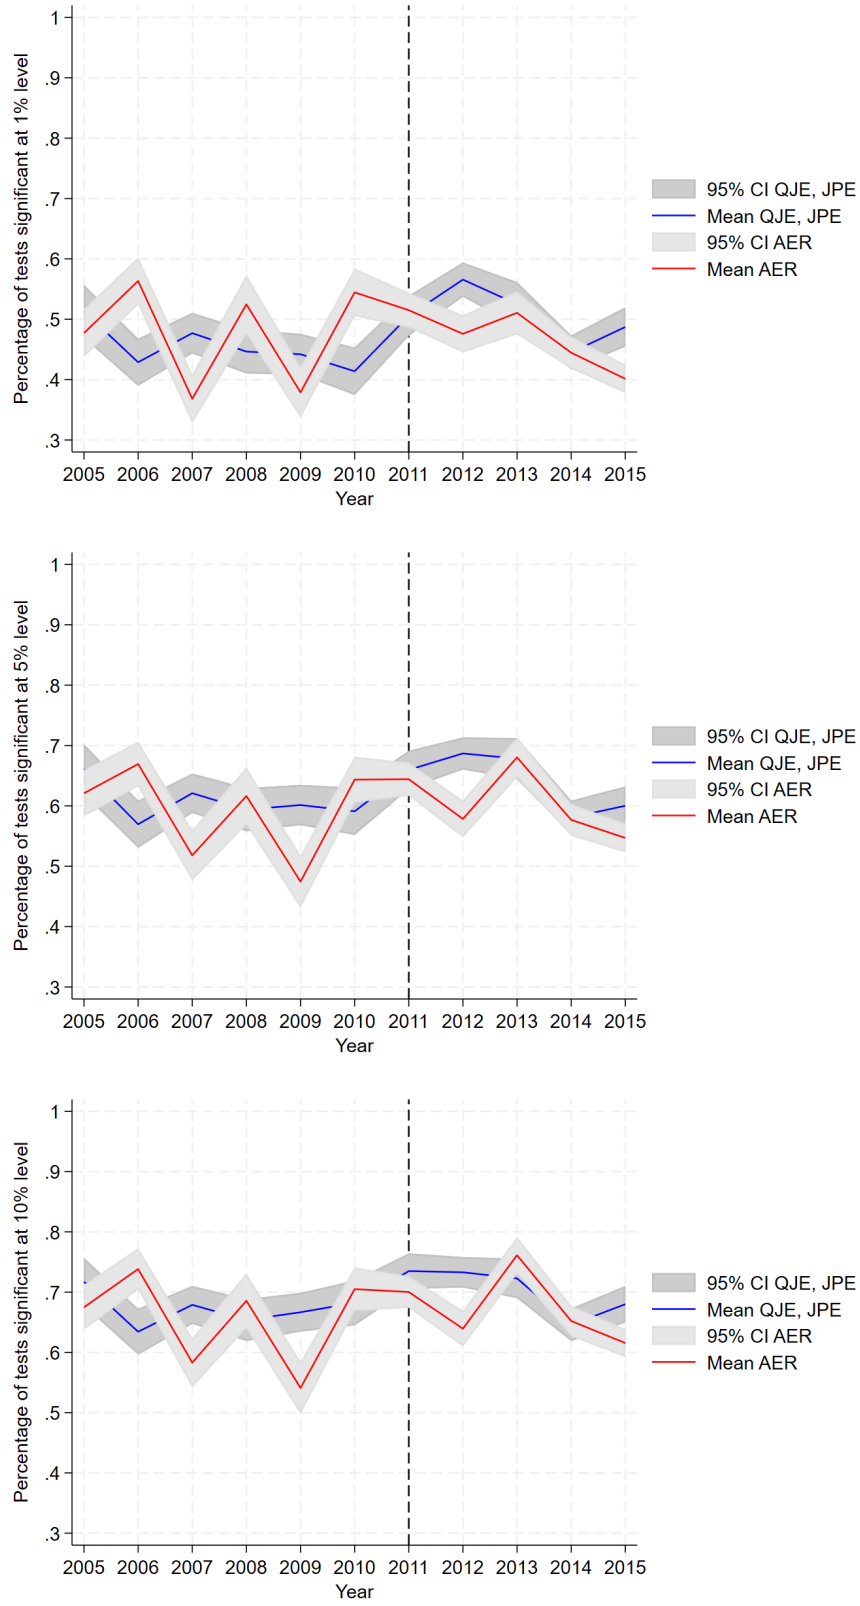 Percentage of tests significant at 1% level
1
.9
.8
.7
.6
.5
.4
.3
2005 2006 2007 2008 2009 2010 2011 2012 2013 2014 2015
Year
95% CI QJE, JPE
Mean QJE, JPE
95% CI AER
Mean AER
Percentage of tests significant at 5% level
1
.9
.8
.7
.6
.5
.4
.3
2005 2006 2007 2008 2009 2010 2011 2012 2013 2014 2015
Year
95% CI QJE, JPE
Mean QJE, JPE
95% CI AER
Mean AER
Percentage of tests significant at 10% level
1
.9
.8
.7
.6
.5
.4
.3
2005 2006 2007 2008 2009 2010 2011 2012 2013 2014 2015
Year
95% CI QJE, JPE
Mean QJE, JPE
95% CI AER
Mean AER